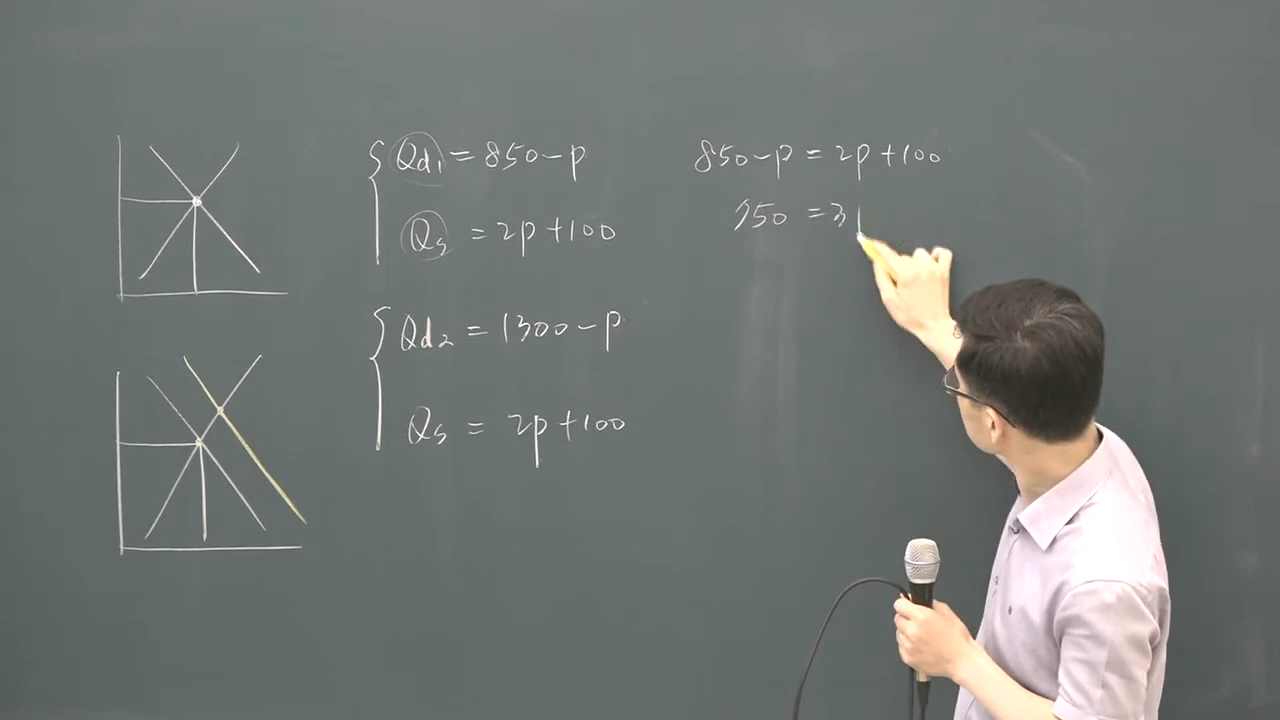 Qd1 = 850-P
Qs = 2P+100
Qd2 = 1300-P
Qs = 2P+100
850-P = 2P+100
750 = 3